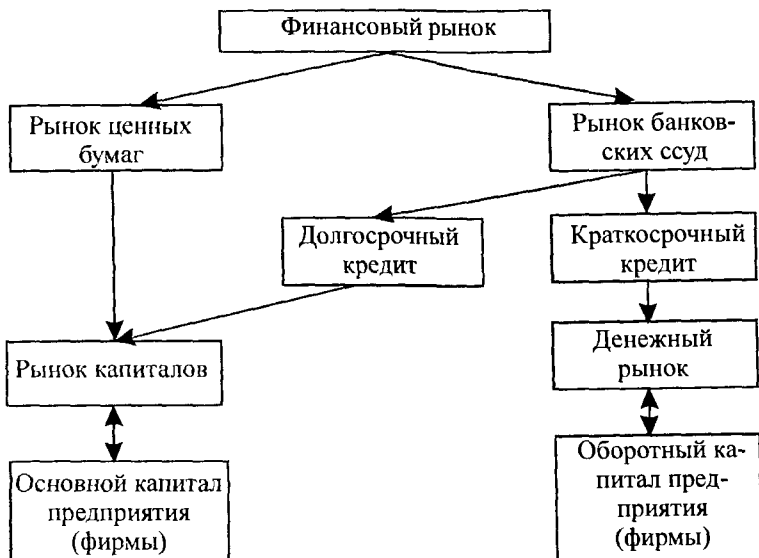 Финансовый рынок
Рынок ценных
бумаг
Рынок банков-
ских ссуд
Долгосрочный
кредит
Краткосрочный
кредит
Рынок капиталов
Денежный
рынок
Основной капитал
предприятия
(фирмы)
Оборотный ка-
питал пред-
приятия
(фирмы)